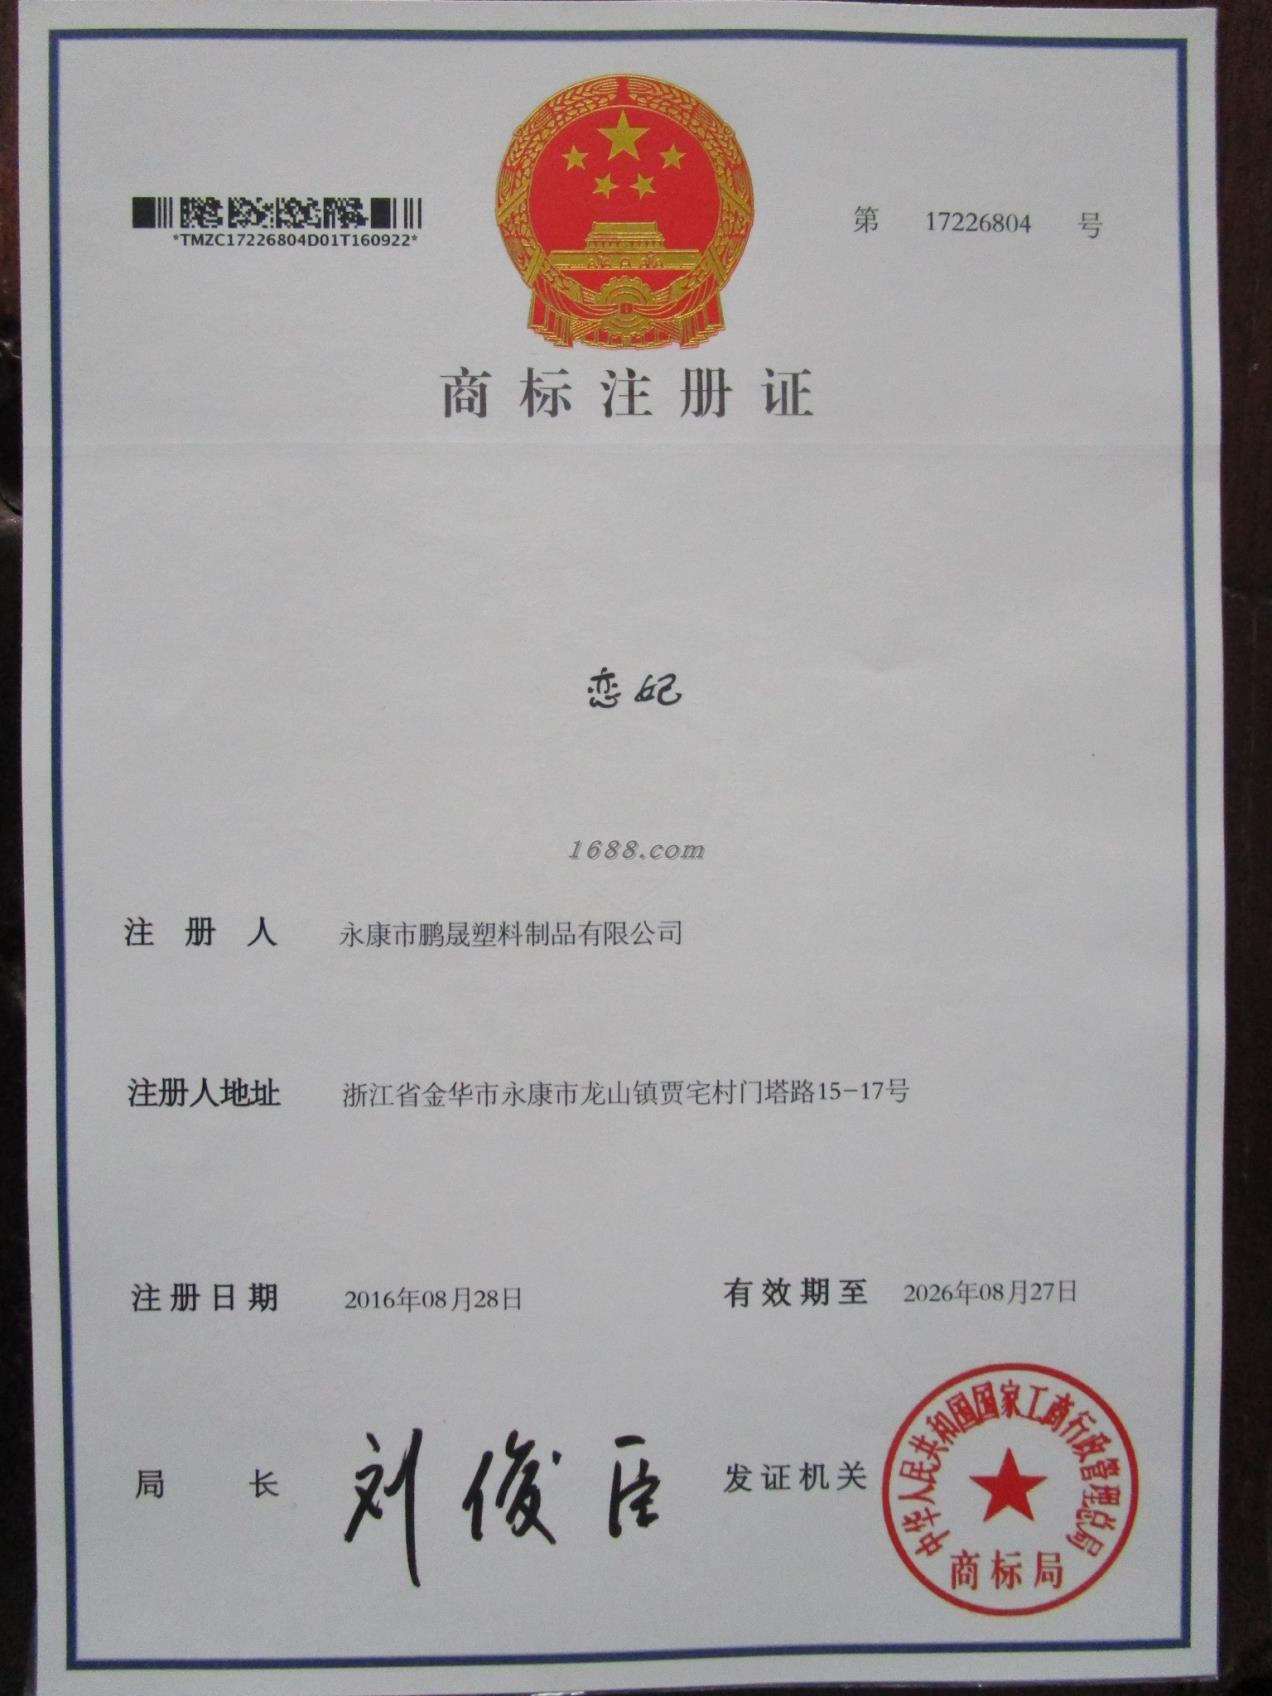 *TMZC17226804D01T160922*
第 17226804 号
商标注册证
恋妃
1688.com
注册人 永康市鹏晟塑料制品有限公司
注册人地址 浙江省金华市永康市龙山镇贾宅村门塔路15-17号
注册日期 2016年08月28日 有效期至 2026年08月27日
局长 刘俊臣 发证机关
中华人民共和国国家工商行政管理总局
商标局